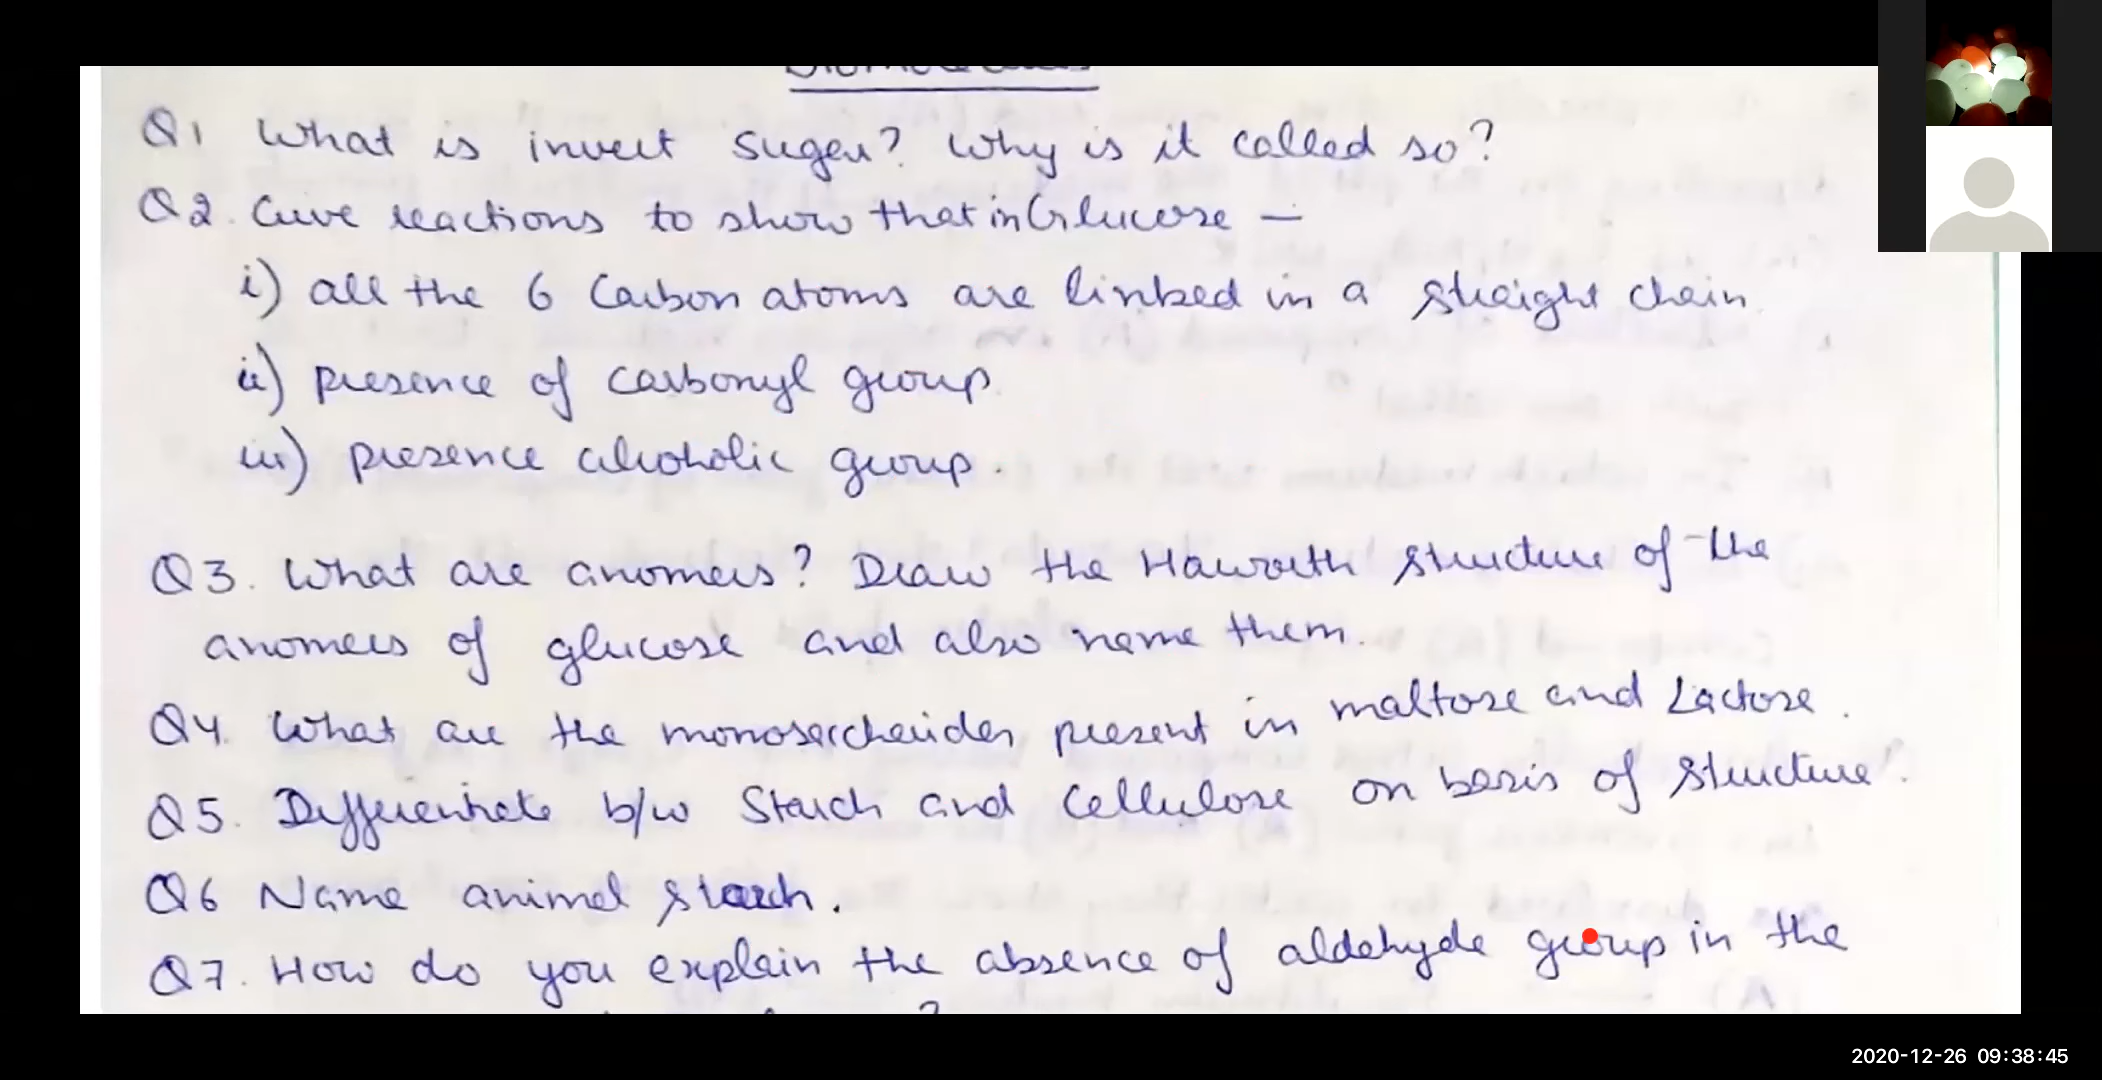 Biomolecules
Q1 What is invert sugar? Why is it called so?
Q2. Give reactions to show that in Glucose —
i) all the 6 Carbon atoms are linked in a straight chain
ii) presence of carbonyl group.
iii) presence alcoholic group.
Q3. What are anomers? Draw the Haworth structure of the
anomers of glucose and also name them.
Q4. What are the monosaccharides present in maltose and Lactose.
Q5. Differentiate b/w Starch and Cellulose on basis of structure.
Q6 Name animal starch.
Q7. How do you explain the absence of aldehyde group in the
2020-12-26 09:38:45